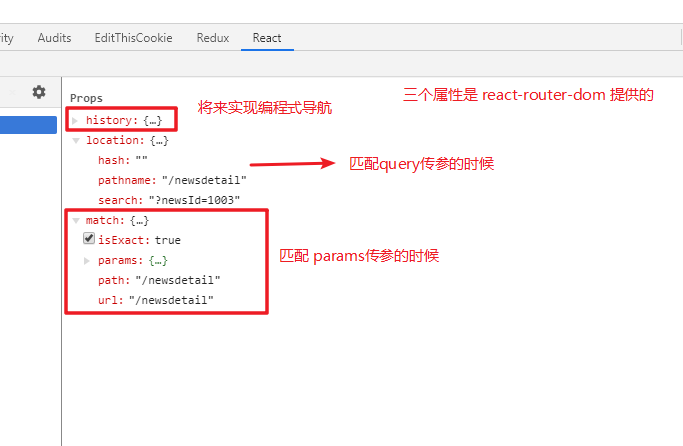 ity Audits EditThisCookie Redux React
Props
三个属性是 react-router-dom 提供的
history: {…}
将来实现编程式导航
location: {…}
hash: ""
匹配query传参的时候
pathname: "/newsdetail"
search: "?newsId=1003"
match: {…}
isExact: true
匹配 params传参的时候
params: {…}
path: "/newsdetail"
url: "/newsdetail"